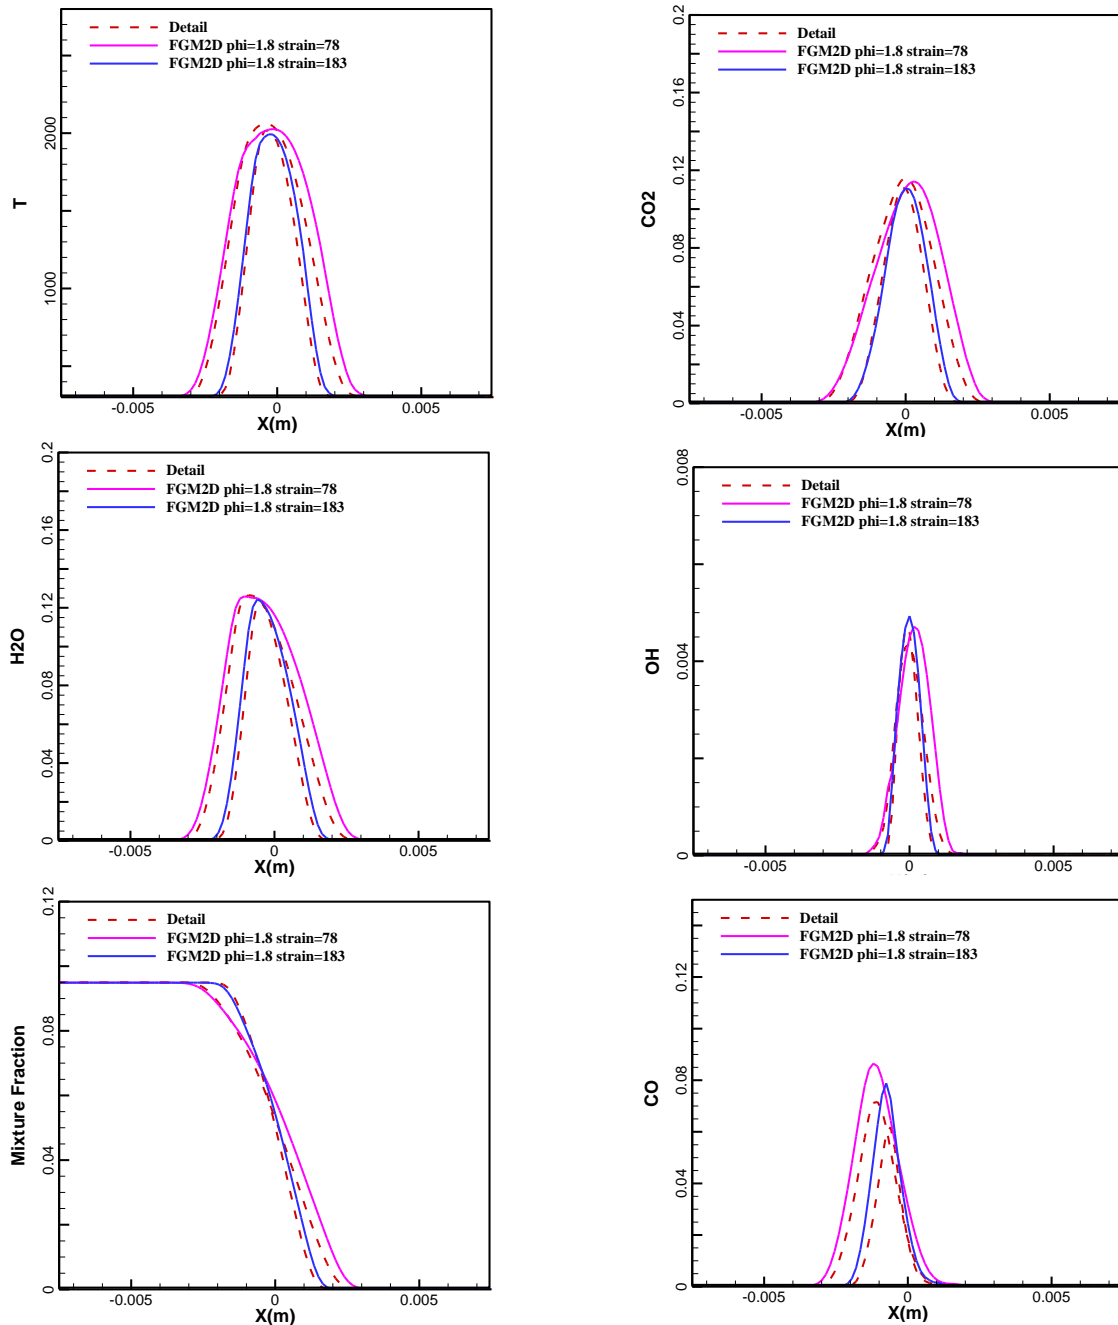 Detail
FGM2D phi=1.8 strain=78
FGM2D phi=1.8 strain=183
2000
1000
T
-0.005
0
0.005
X(m)
Detail
FGM2D phi=1.8 strain=78
FGM2D phi=1.8 strain=183
0.2
0.16
0.12
0.08
0.04
0
CO2
-0.005
0
0.005
X(m)
Detail
FGM2D phi=1.8 strain=78
FGM2D phi=1.8 strain=183
0.2
0.16
0.12
0.08
0.04
0
H2O
-0.005
0
0.005
X(m)
Detail
FGM2D phi=1.8 strain=78
FGM2D phi=1.8 strain=183
0.008
0.004
0
OH
-0.005
0
0.005
Detail
FGM2D phi=1.8 strain=78
FGM2D phi=1.8 strain=183
0.12
0.08
0.04
0
Mixture Fraction
-0.005
0
0.005
X(m)
Detail
FGM2D phi=1.8 strain=78
FGM2D phi=1.8 strain=183
0.12
0.08
0.04
0
CO
-0.005
0
0.005
X(m)